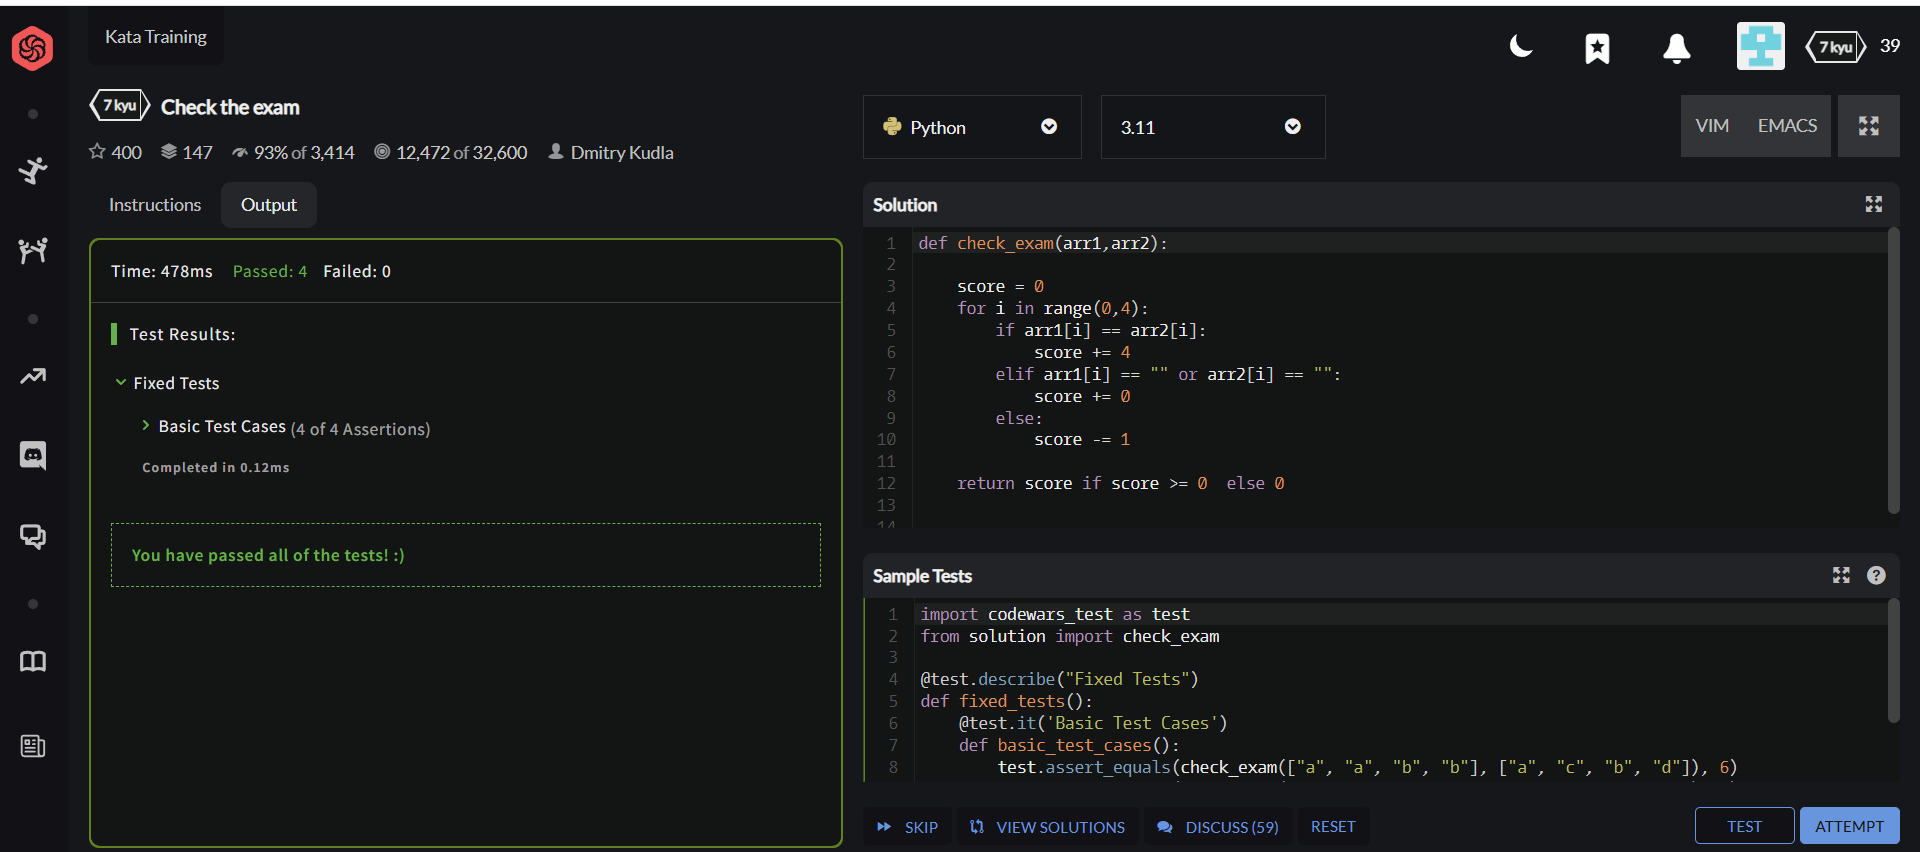 Kata Training
7 kyu 39
7 kyu Check the exam
400 147 93% of 3,414 12,472 of 32,600 Dmitry Kudla
Instructions Output
Time: 478ms Passed: 4 Failed: 0
Test Results:
Fixed Tests
Basic Test Cases (4 of 4 Assertions)
Completed in 0.12ms
You have passed all of the tests! :)
Python 3.11 VIM EMACS
Solution
1 def check_exam(arr1,arr2):
2
3     score = 0
4     for i in range(0,4):
5         if arr1[i] == arr2[i]:
6             score += 4
7         elif arr1[i] == "" or arr2[i] == "":
8             score += 0
9         else:
10             score -= 1
11
12     return score if score >= 0  else 0
13
14
Sample Tests
1 import codewars_test as test
2 from solution import check_exam
3
4 @test.describe("Fixed Tests")
5 def fixed_tests():
6     @test.it('Basic Test Cases')
7     def basic_test_cases():
8         test.assert_equals(check_exam(["a", "a", "b", "b"], ["a", "c", "b", "d"]), 6)
SKIP VIEW SOLUTIONS DISCUSS (59) RESET TEST ATTEMPT